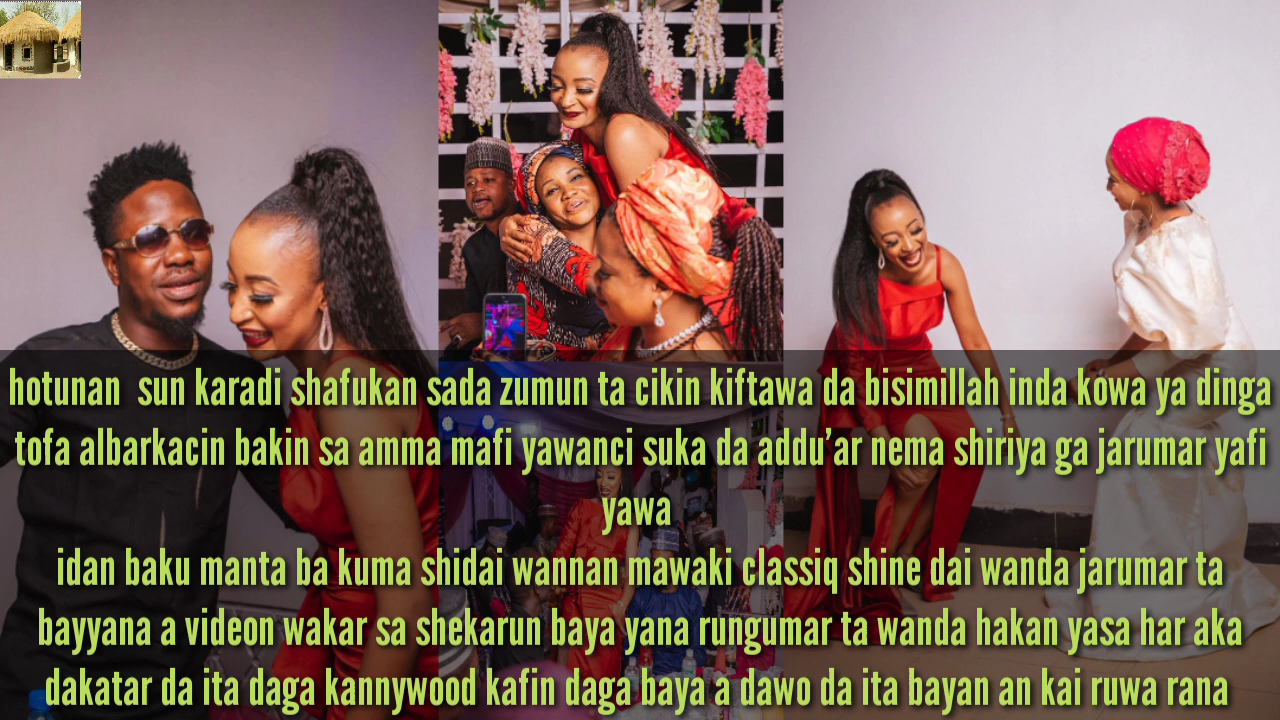 hotunan sun karadi shafukan sada zumun ta cikin kiftawa da bisimillah inda kowa ya dinga
tofa albarkacin bakin sa amma mafi yawanci suka da addu'ar nema shiriya ga jarumar yafi
yawa
idan baku manta ba kuma shidai wannan mawaki classiq shine dai wanda jarumar ta
bayyana a videon wakar sa shekarun baya yana rungumar ta wanda hakan yasa har aka
dakatar da ita daga kannywood kafin daga baya a dawo da ita bayan an kai ruwa rana